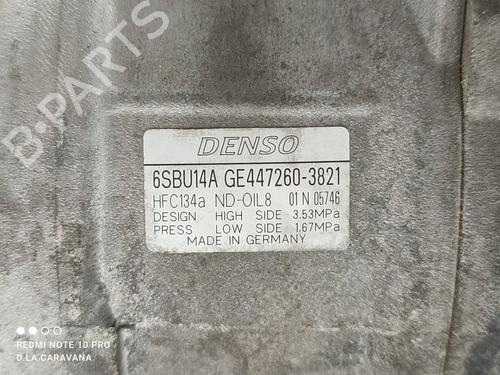 B-PARTS
DENSO
6SBU14A GE447260-3821
HFC134a ND-OIL8 01 N 05746
DESIGN HIGH SIDE 3.53MPa
PRESS LOW SIDE 1.67MPa
MADE IN GERMANY
REDMI NOTE 10 PRO
D.LA.CARAVANA